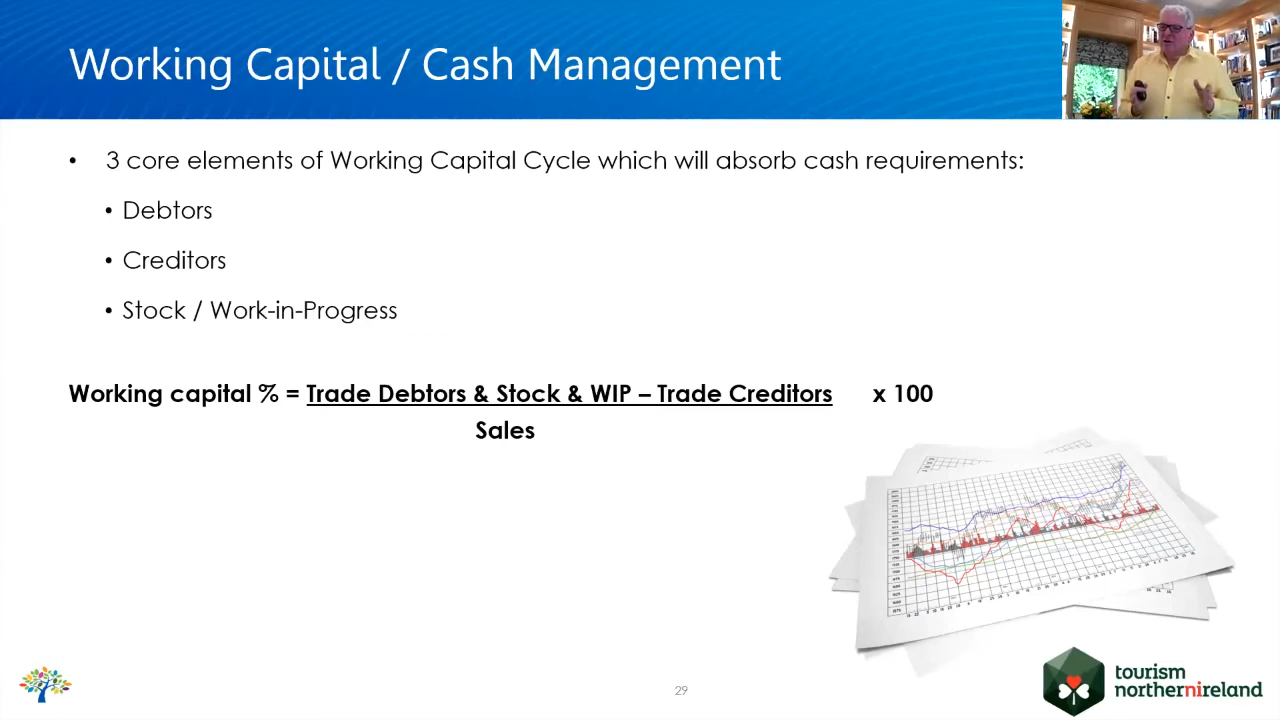 Working Capital / Cash Management
• 3 core elements of Working Capital Cycle which will absorb cash requirements:
• Debtors
• Creditors
• Stock / Work-in-Progress
Working capital % = Trade Debtors & Stock & WIP – Trade Creditors x 100
Sales
29
tourism
northernireland